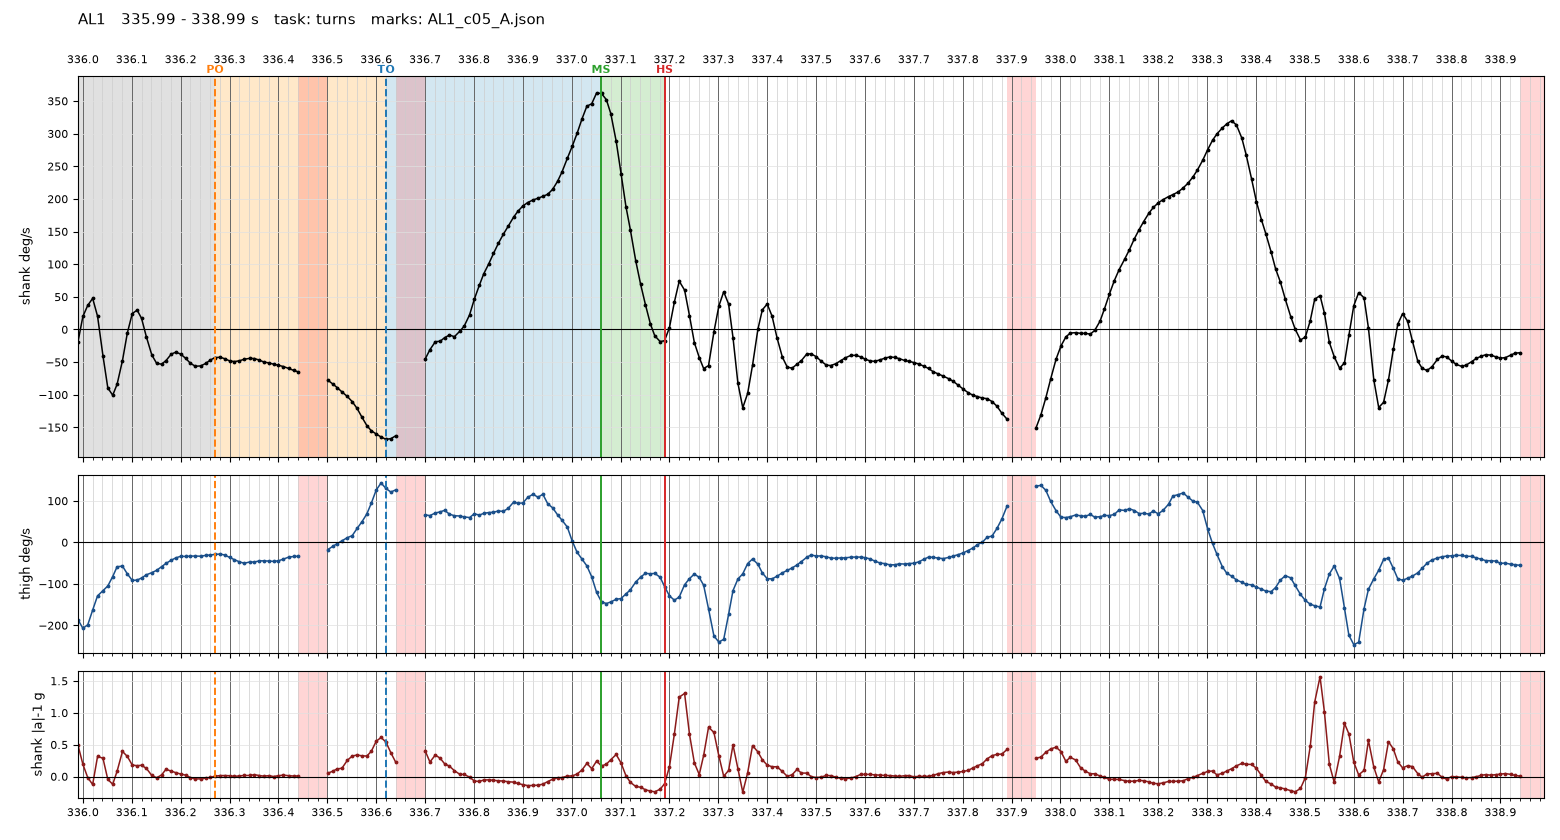 AL1   335.99 - 338.99 s   task: turns   marks: AL1_c05_A.json
336.0 336.1 336.2 336.3 336.4 336.5 336.6 336.7 336.8 336.9 337.0 337.1 337.2 337.3 337.4 337.5 337.6 337.7 337.8 337.9 338.0 338.1 338.2 338.3 338.4 338.5 338.6 338.7 338.8 338.9
PO TO MS HS
shank deg/s
350
300
250
200
150
100
50
0
−50
−100
−150
thigh deg/s
100
0
−100
−200
shank |a|-1 g
1.5
1.0
0.5
0.0
336.0 336.1 336.2 336.3 336.4 336.5 336.6 336.7 336.8 336.9 337.0 337.1 337.2 337.3 337.4 337.5 337.6 337.7 337.8 337.9 338.0 338.1 338.2 338.3 338.4 338.5 338.6 338.7 338.8 338.9